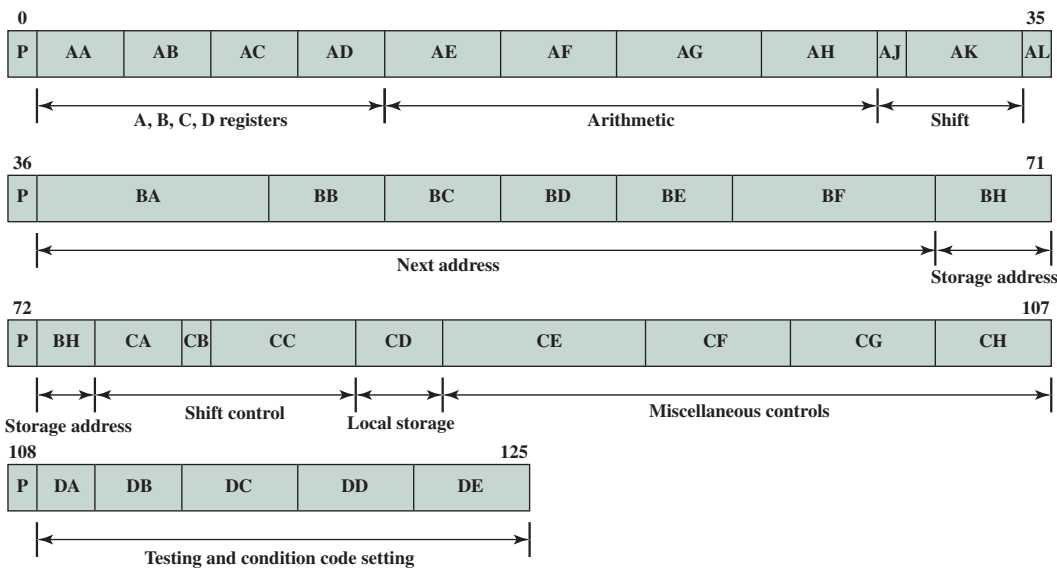 0 35
P AA AB AC AD AE AF AG AH AJ AK AL
A, B, C, D registers Arithmetic Shift
36 71
P BA BB BC BD BE BF BH
Next address Storage address
72 107
P BH CA CB CC CD CE CF CG CH
Storage address Shift control Local storage Miscellaneous controls
108 125
P DA DB DC DD DE
Testing and condition code setting